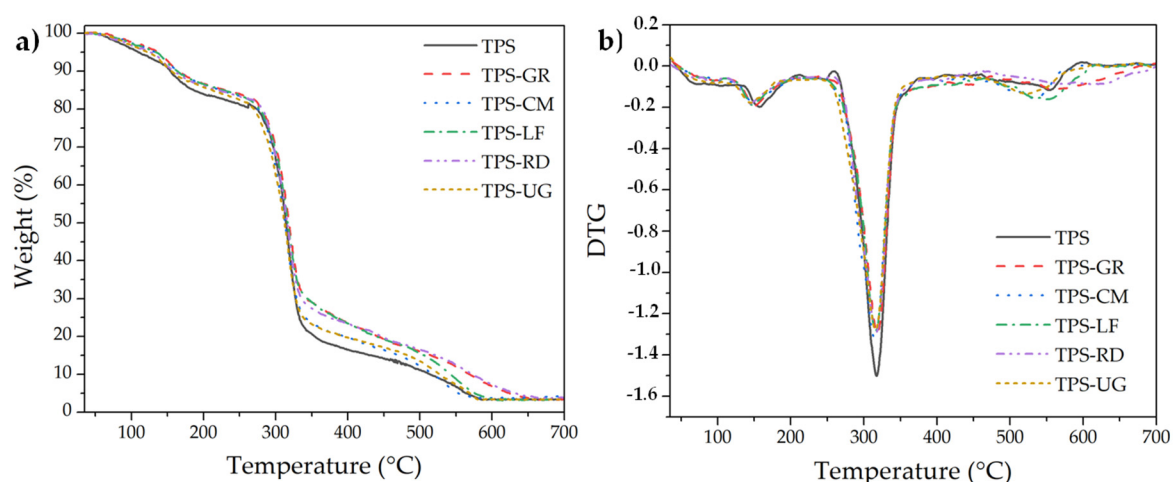 a)
Weight (%)
100
90
80
70
60
50
40
30
20
10
0
100 200 300 400 500 600 700
Temperature (°C)
TPS
TPS-GR
TPS-CM
TPS-LF
TPS-RD
TPS-UG
b)
DTG
0.2
0.0
-0.2
-0.4
-0.6
-0.8
-1.0
-1.2
-1.4
-1.6
100 200 300 400 500 600 700
Temperature (°C)
TPS
TPS-GR
TPS-CM
TPS-LF
TPS-RD
TPS-UG